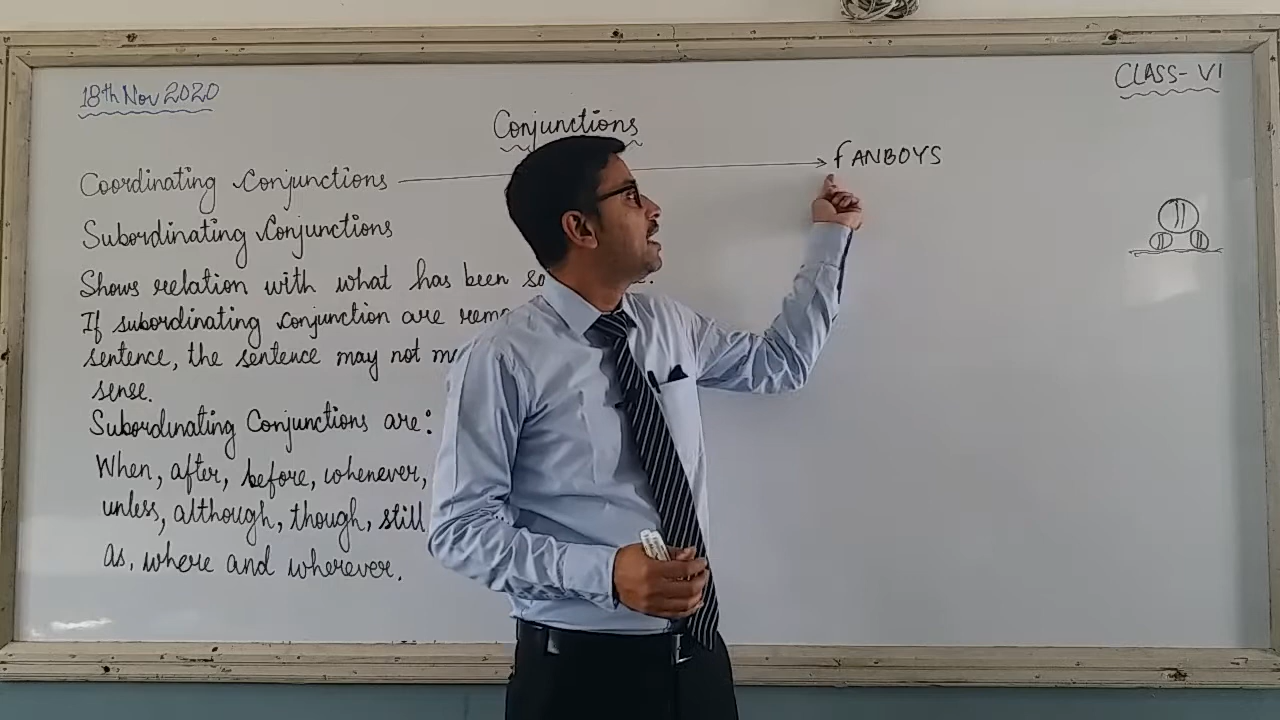 18th Nov 2020
CLASS-VI
Conjunctions
Coordinating Conjunctions → FANBOYS
Subordinating Conjunctions
Shows relation with what has been
If subordinating conjunction are
sentence, the sentence may not
sense.
Subordinating Conjunctions are:
When, after, before, whenever,
unless, although, though, still
as, where and wherever.